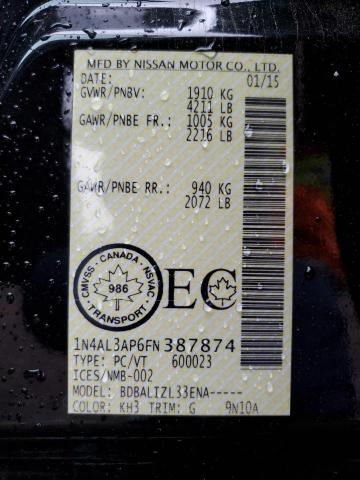 MFD BY NISSAN MOTOR CO., LTD.
DATE: 01/15
GVWR/PNBV: 1910 KG
4211 LB
GAWR/PNBE FR.: 1005 KG
2216 LB
GAWR/PNBE RR.: 940 KG
2072 LB
CMVSS · CANADA · NSVAC · TRANSPORT
986
EC
1N4AL3AP6FN387874
TYPE: PC/VT 600023
ICES/NMB-002
MODEL: BDBALIZL33ENA-----
COLOR: KH3 TRIM: G 9N10A